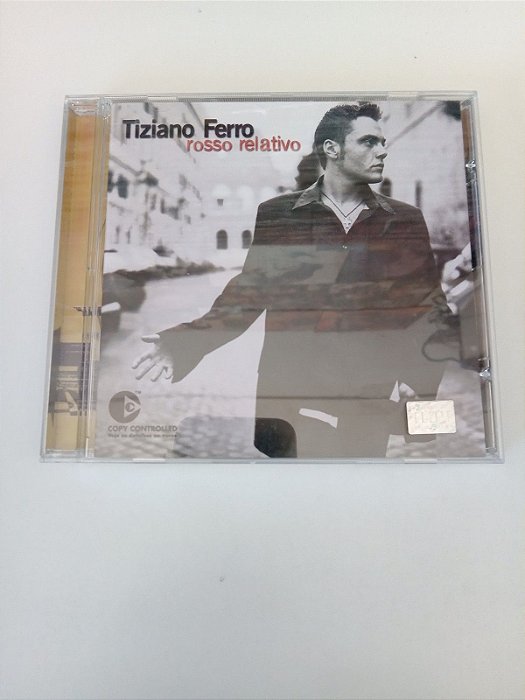 Tiziano Ferro
rosso relativo
COPY CONTROLLED